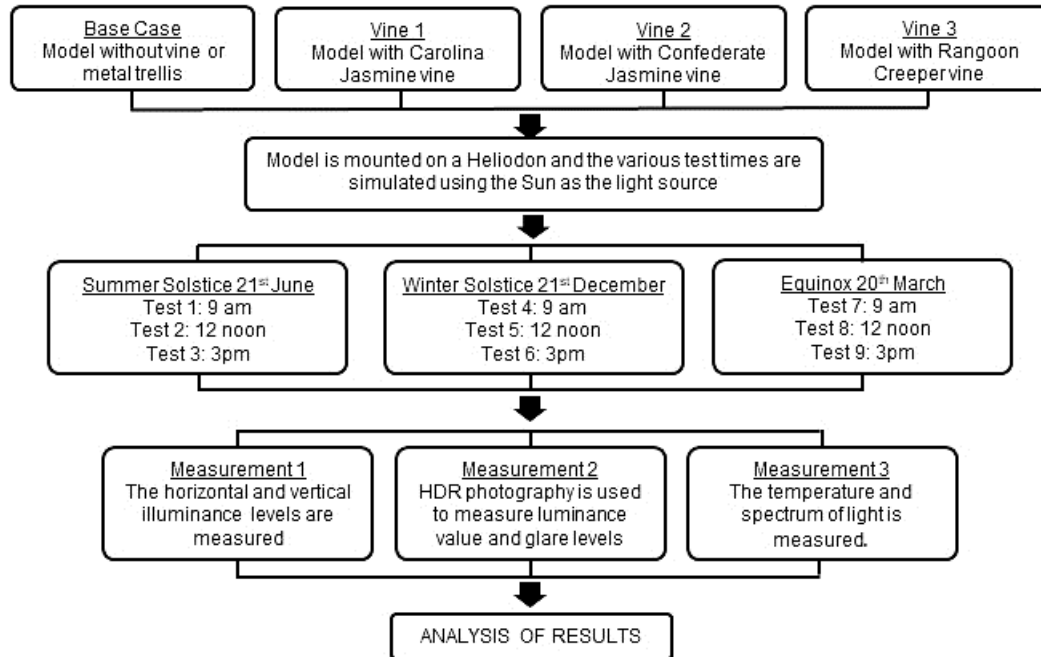 Base Case
Model without vine or
metal trellis
Vine 1
Model with Carolina
Jasmine vine
Vine 2
Model with Confederate
Jasmine vine
Vine 3
Model with Rangoon
Creeper vine
Model is mounted on a Heliodon and the various test times are
simulated using the Sun as the light source
Summer Solstice 21st June
Test 1: 9 am
Test 2: 12 noon
Test 3: 3pm
Winter Solstice 21st December
Test 4: 9 am
Test 5: 12 noon
Test 6: 3pm
Equinox 20th March
Test 7: 9 am
Test 8: 12 noon
Test 9: 3pm
Measurement 1
The horizontal and vertical
illuminance levels are
measured
Measurement 2
HDR photography is used
to measure luminance
value and glare levels
Measurement 3
The temperature and
spectrum of light is
measured.
ANALYSIS OF RESULTS